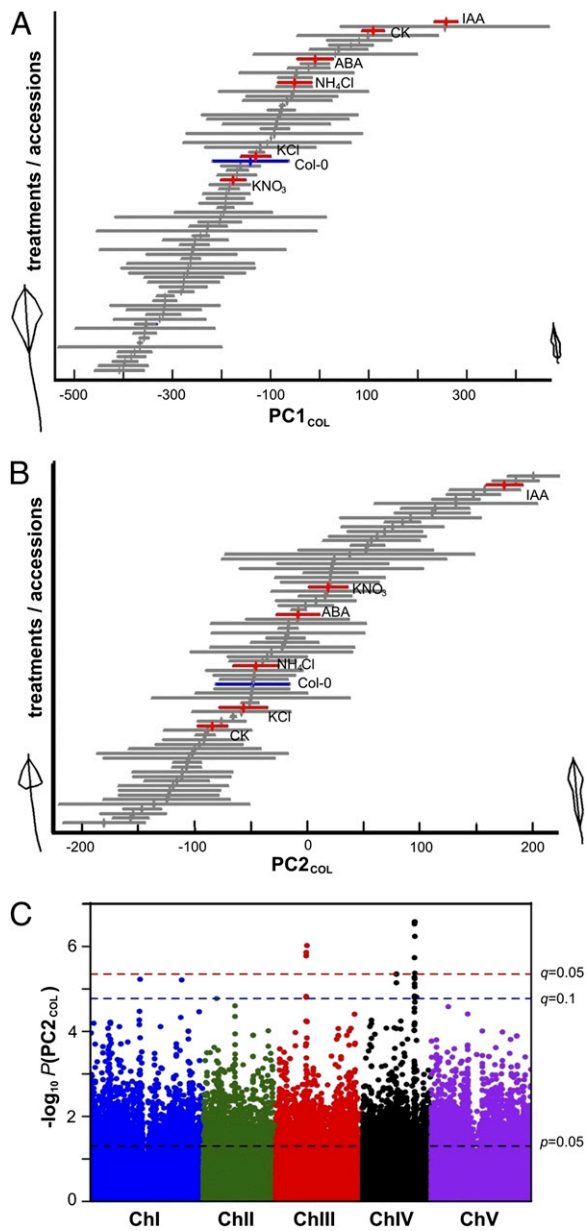 A
IAA
CK
ABA
NH₄Cl
KCl
Col-0
KNO₃
treatments / accessions
-500 -300 -100 100 300
PC1COL
B
IAA
KNO₃
ABA
NH₄Cl
Col-0
KCl
CK
treatments / accessions
-200 -100 0 100 200
PC2COL
C
6
q=0.05
q=0.1
4
2
p=0.05
0
-log₁₀ P(PC2COL)
ChI ChII ChIII ChIV ChV